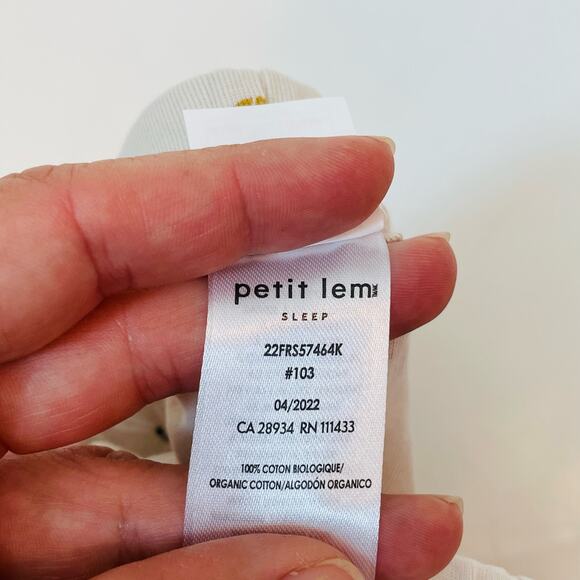 petit lem
SLEEP
22FRS57464K
#103
04/2022
CA 28934 RN 111433
100% COTON BIOLOGIQUE/
ORGANIC COTTON/ALGODÓN ORGANICO